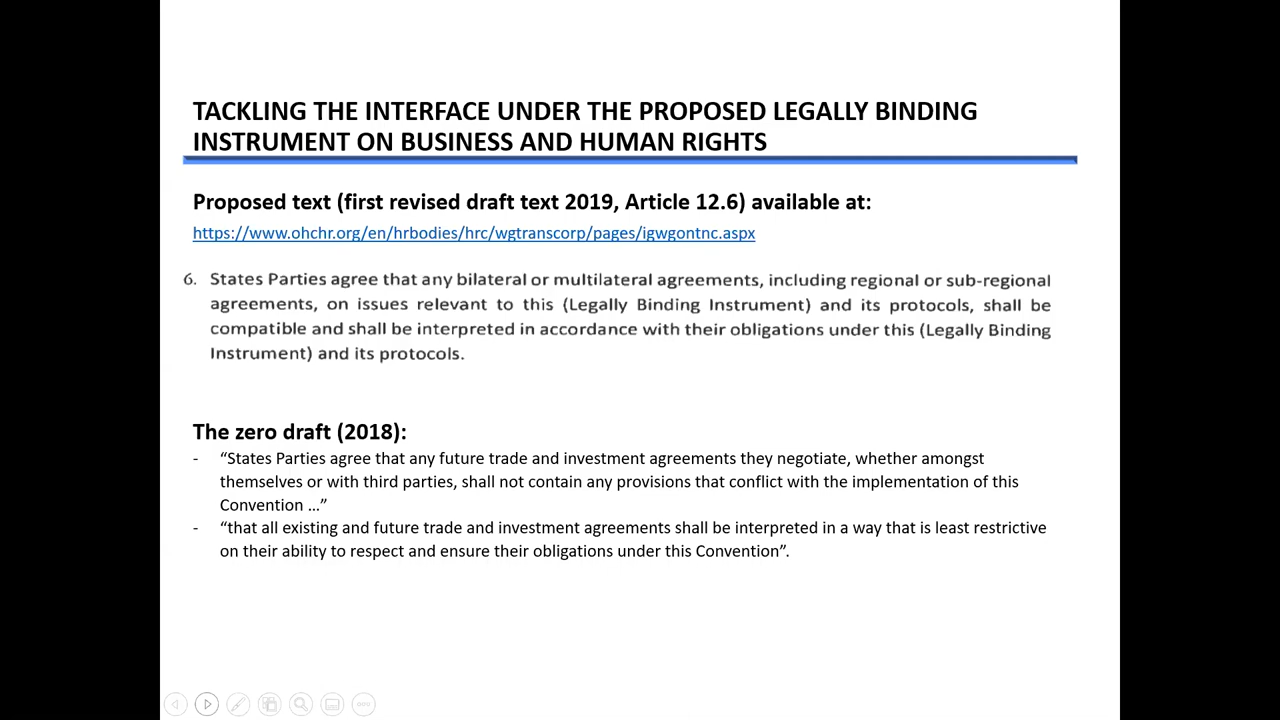 TACKLING THE INTERFACE UNDER THE PROPOSED LEGALLY BINDING
INSTRUMENT ON BUSINESS AND HUMAN RIGHTS
Proposed text (first revised draft text 2019, Article 12.6) available at:
https://www.ohchr.org/en/hrbodies/hrc/wgtranscorp/pages/igwgontnc.aspx
6. States Parties agree that any bilateral or multilateral agreements, including regional or sub-regional
agreements, on issues relevant to this (Legally Binding Instrument) and its protocols, shall be
compatible and shall be interpreted in accordance with their obligations under this (Legally Binding
Instrument) and its protocols.
The zero draft (2018):
- “States Parties agree that any future trade and investment agreements they negotiate, whether amongst
themselves or with third parties, shall not contain any provisions that conflict with the implementation of this
Convention …”
- “that all existing and future trade and investment agreements shall be interpreted in a way that is least restrictive
on their ability to respect and ensure their obligations under this Convention”.